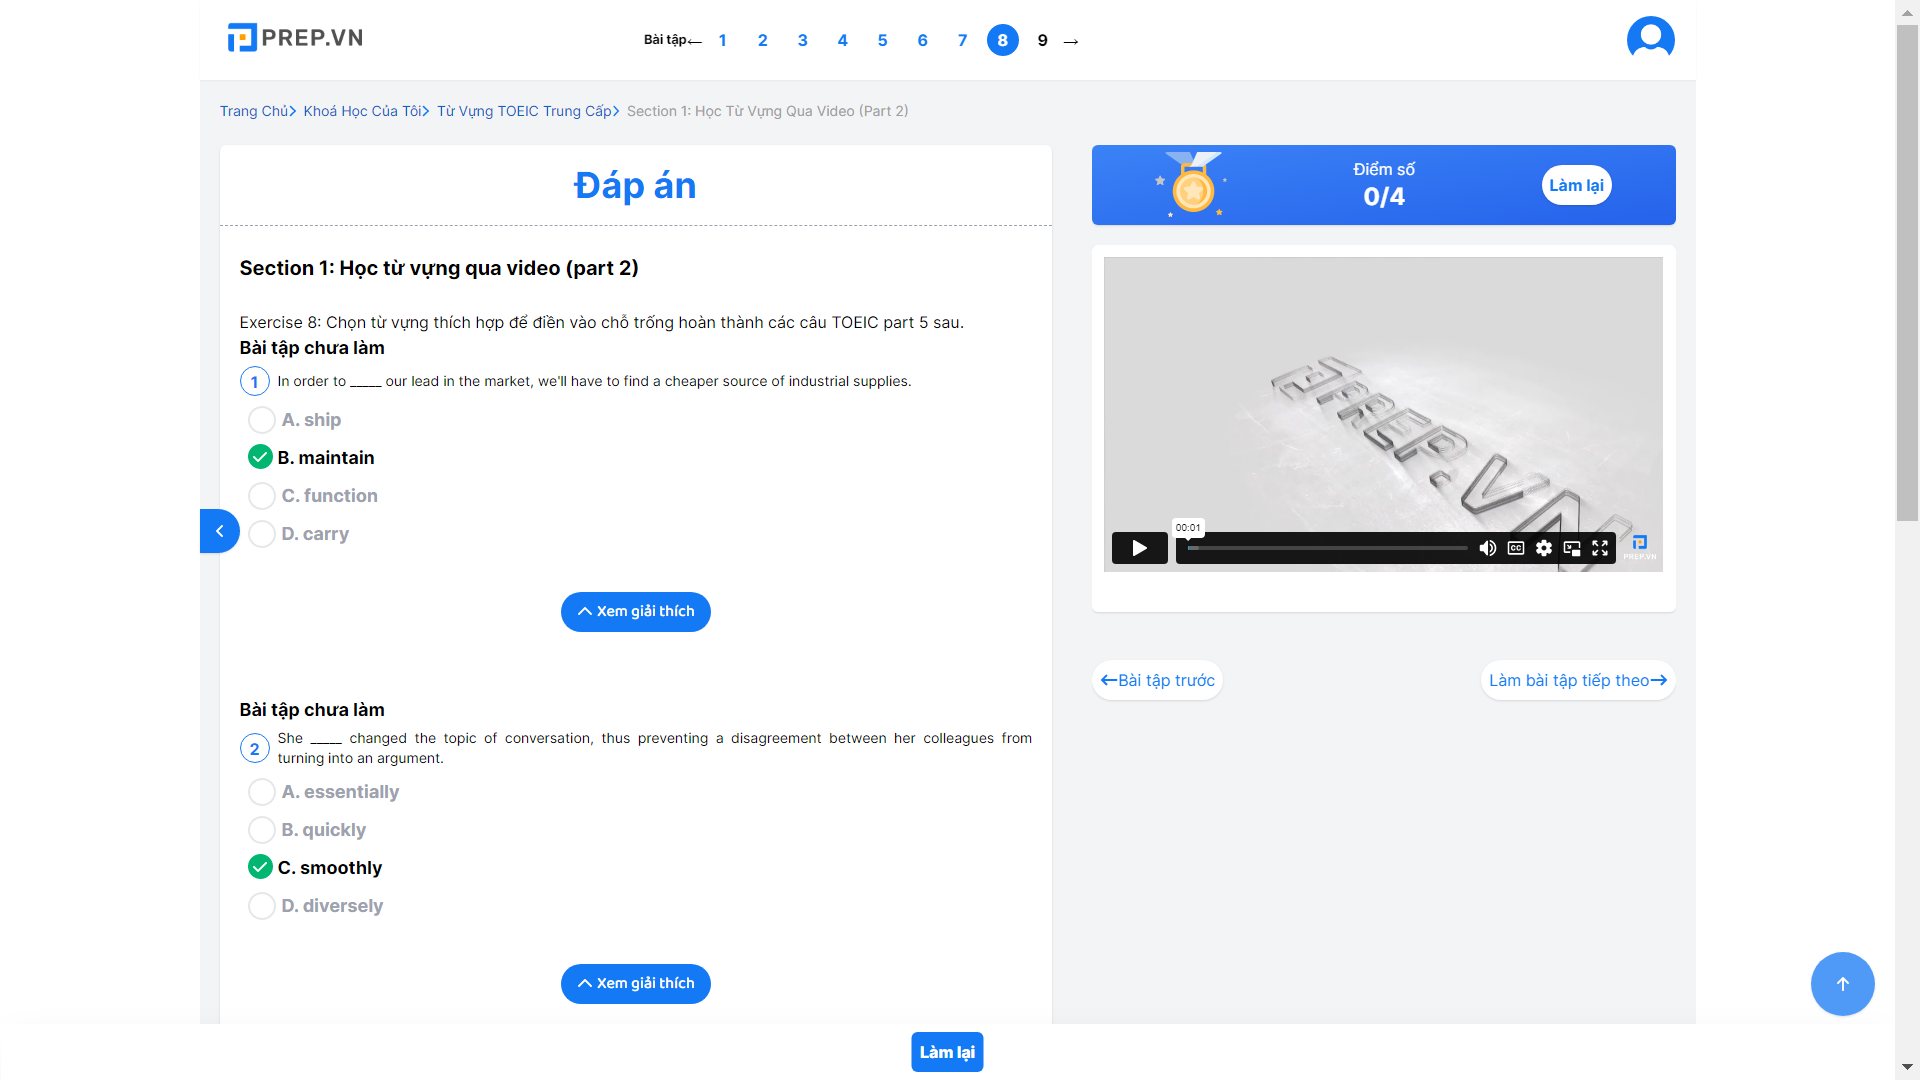 PREP.VN
Bài tập← 1 2 3 4 5 6 7 8 9 →
Trang Chủ> Khoá Học Của Tôi> Từ Vựng TOEIC Trung Cấp> Section 1: Học Từ Vựng Qua Video (Part 2)
Đáp án
Section 1: Học từ vựng qua video (part 2)
Exercise 8: Chọn từ vựng thích hợp để điền vào chỗ trống hoàn thành các câu TOEIC part 5 sau.
Bài tập chưa làm
1 In order to _____ our lead in the market, we'll have to find a cheaper source of industrial supplies.
A. ship
B. maintain
C. function
D. carry
Xem giải thích
Bài tập chưa làm
2 She _____ changed the topic of conversation, thus preventing a disagreement between her colleagues from
turning into an argument.
A. essentially
B. quickly
C. smoothly
D. diversely
Xem giải thích
Điểm số
0/4
Làm lại
PREP.VN
00:01
CC
PREP.VN
←Bài tập trước
Làm bài tập tiếp theo→
Làm lại